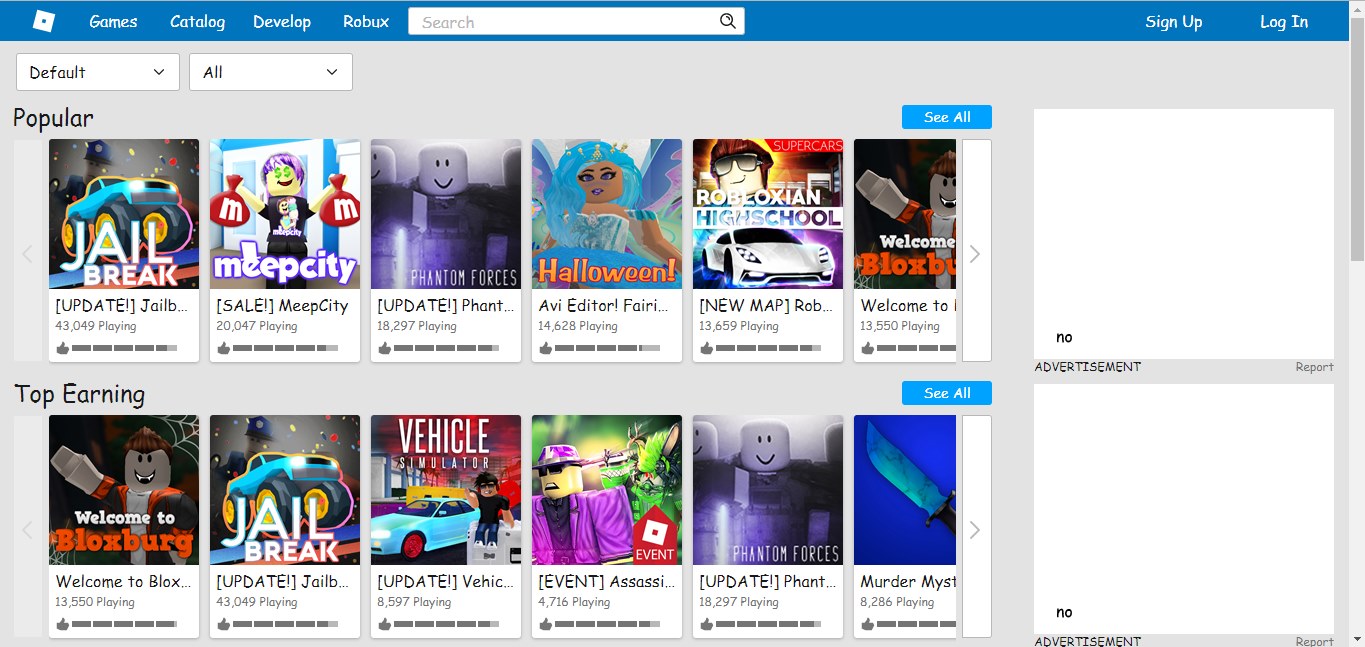 Games Catalog Develop Robux Search Sign Up Log In
Default All
Popular See All
JAIL
BREAK
m m
meepcity
meepcity
PHANTOM FORCES
Halloween!
SUPERCARS
ROBLOXIAN
HIGHSCHOOL
Welcome
Bloxbu
[UPDATE!] Jailb... [SALE!] MeepCity [UPDATE!] Phant... Avi Editor! Fairi... [NEW MAP] Rob... Welcome to
43,049 Playing 20,047 Playing 18,297 Playing 14,628 Playing 13,659 Playing 13,550 Playing
no
ADVERTISEMENT Report
Top Earning See All
Welcome to
Bloxburg
JAIL
BREAK
VEHICLE
SIMULATOR
EVENT
PHANTOM FORCES
Welcome to Blox... [UPDATE!] Jailb... [UPDATE!] Vehic... [EVENT] Assassi... [UPDATE!] Phant... Murder Myst
13,550 Playing 43,049 Playing 8,597 Playing 4,716 Playing 18,297 Playing 8,286 Playing
no
ADVERTISEMENT Report